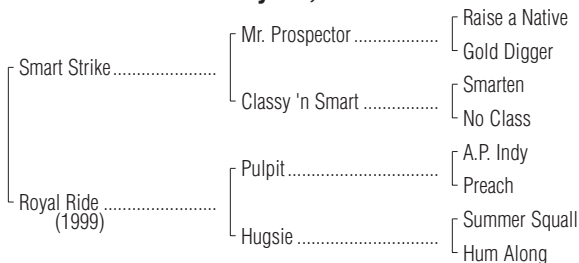 Raise a Native
Mr. Prospector ..................
Gold Digger
Smart Strike ......................
Smarten
Classy 'n Smart ................
No Class
A.P. Indy
Pulpit ................................
Preach
Royal Ride ........................
(1999)
Summer Squall
Hugsie ..............................
Hum Along